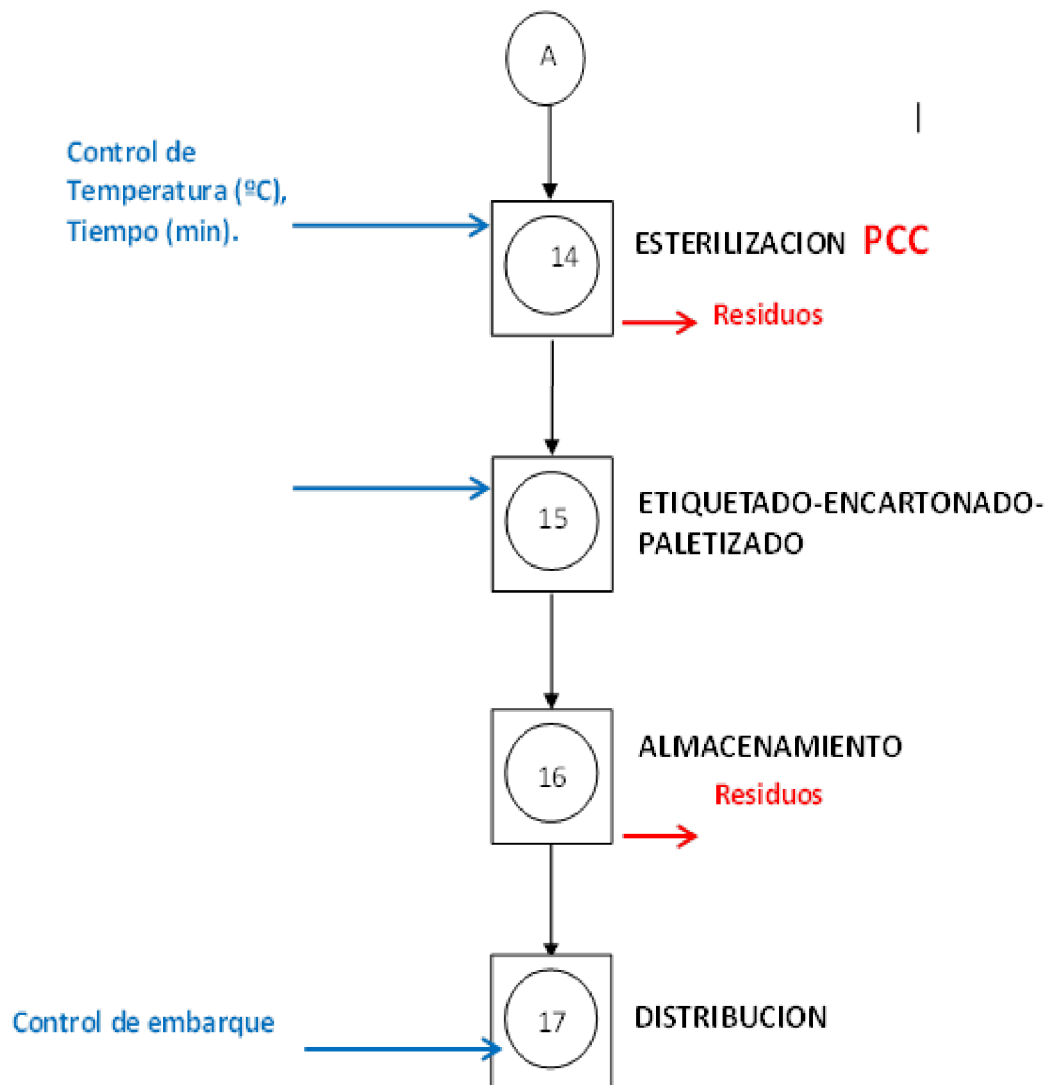 A
Control de
Temperatura (ºC),
Tiempo (min).
14
ESTERILIZACION PCC
Residuos
15
ETIQUETADO-ENCARTONADO-
PALETIZADO
16
ALMACENAMIENTO
Residuos
17
DISTRIBUCION
Control de embarque